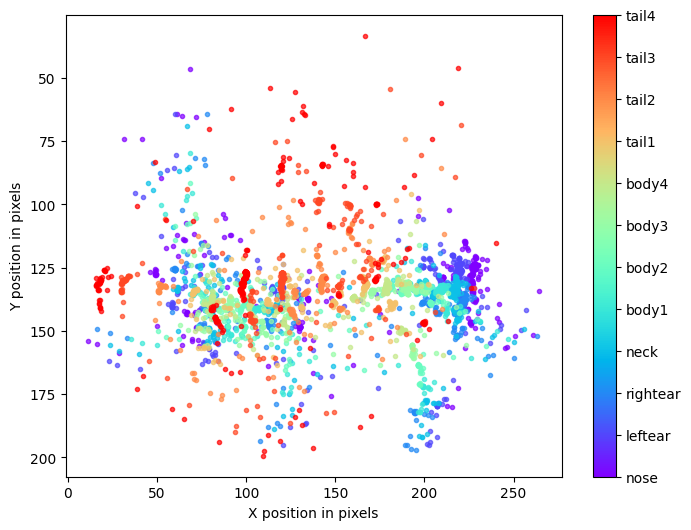 50
75
100
125
150
175
200
Y position in pixels
0
50
100
150
200
250
X position in pixels
tail4
tail3
tail2
tail1
body4
body3
body2
body1
neck
rightear
leftear
nose